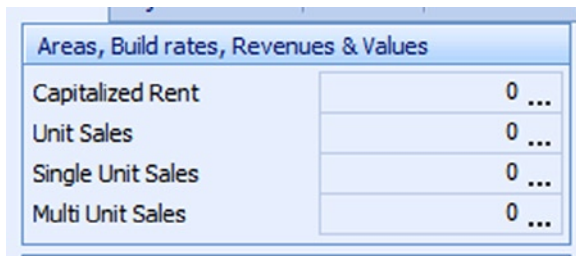 Areas, Build rates, Revenues & Values
Capitalized Rent 0 ...
Unit Sales 0 ...
Single Unit Sales 0 ...
Multi Unit Sales 0 ...